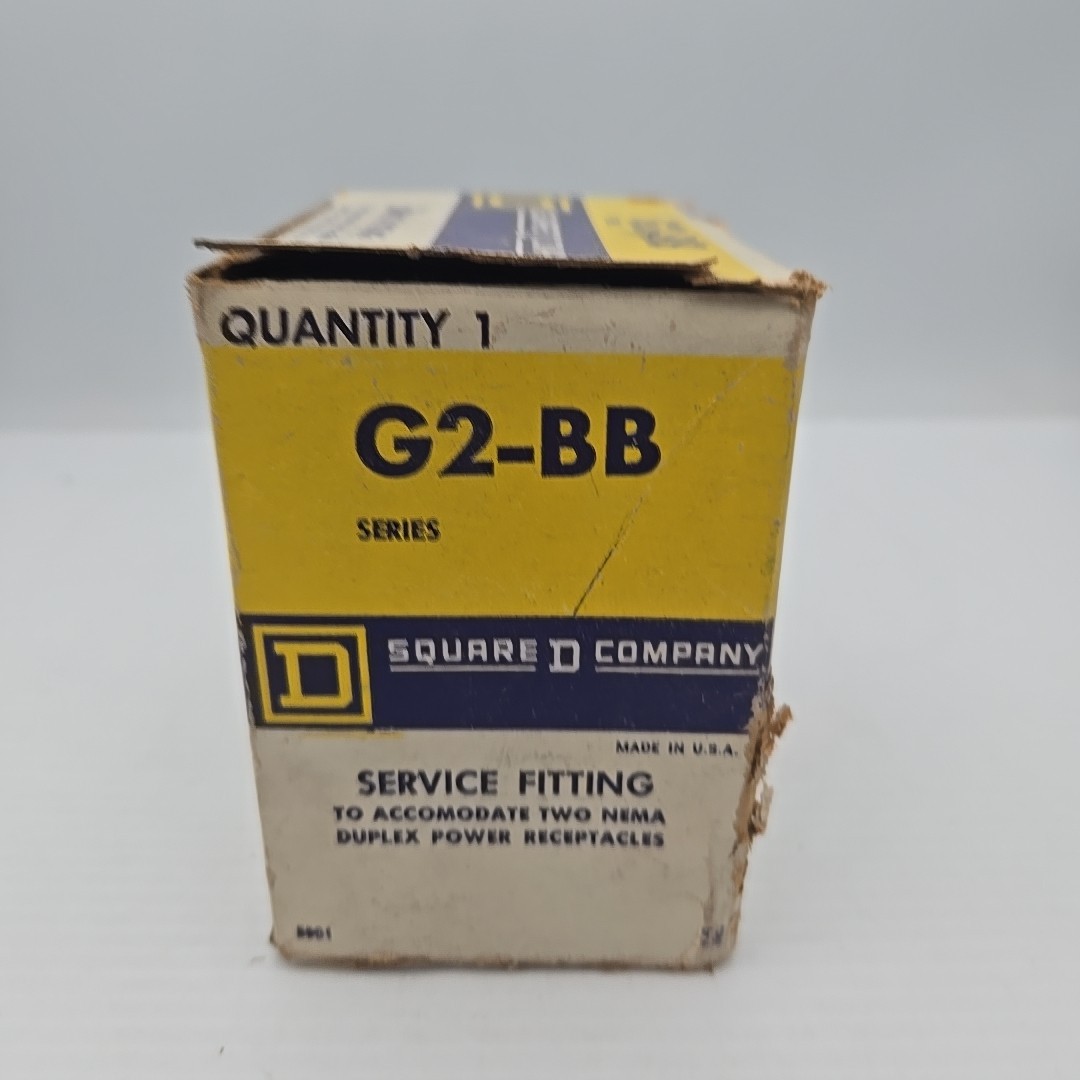 QUANTITY 1
G2-BB
SERIES
D SQUARE D COMPANY
MADE IN U.S.A.
SERVICE FITTING
TO ACCOMODATE TWO NEMA
DUPLEX POWER RECEPTACLES